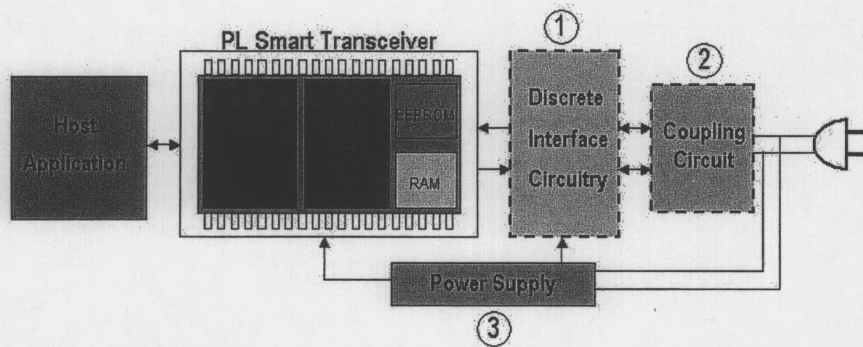 PL Smart Transceiver
1
2
Host
Application
EEPROM
RAM
Discrete
Interface
Circuitry
Coupling
Circuit
Power Supply
3